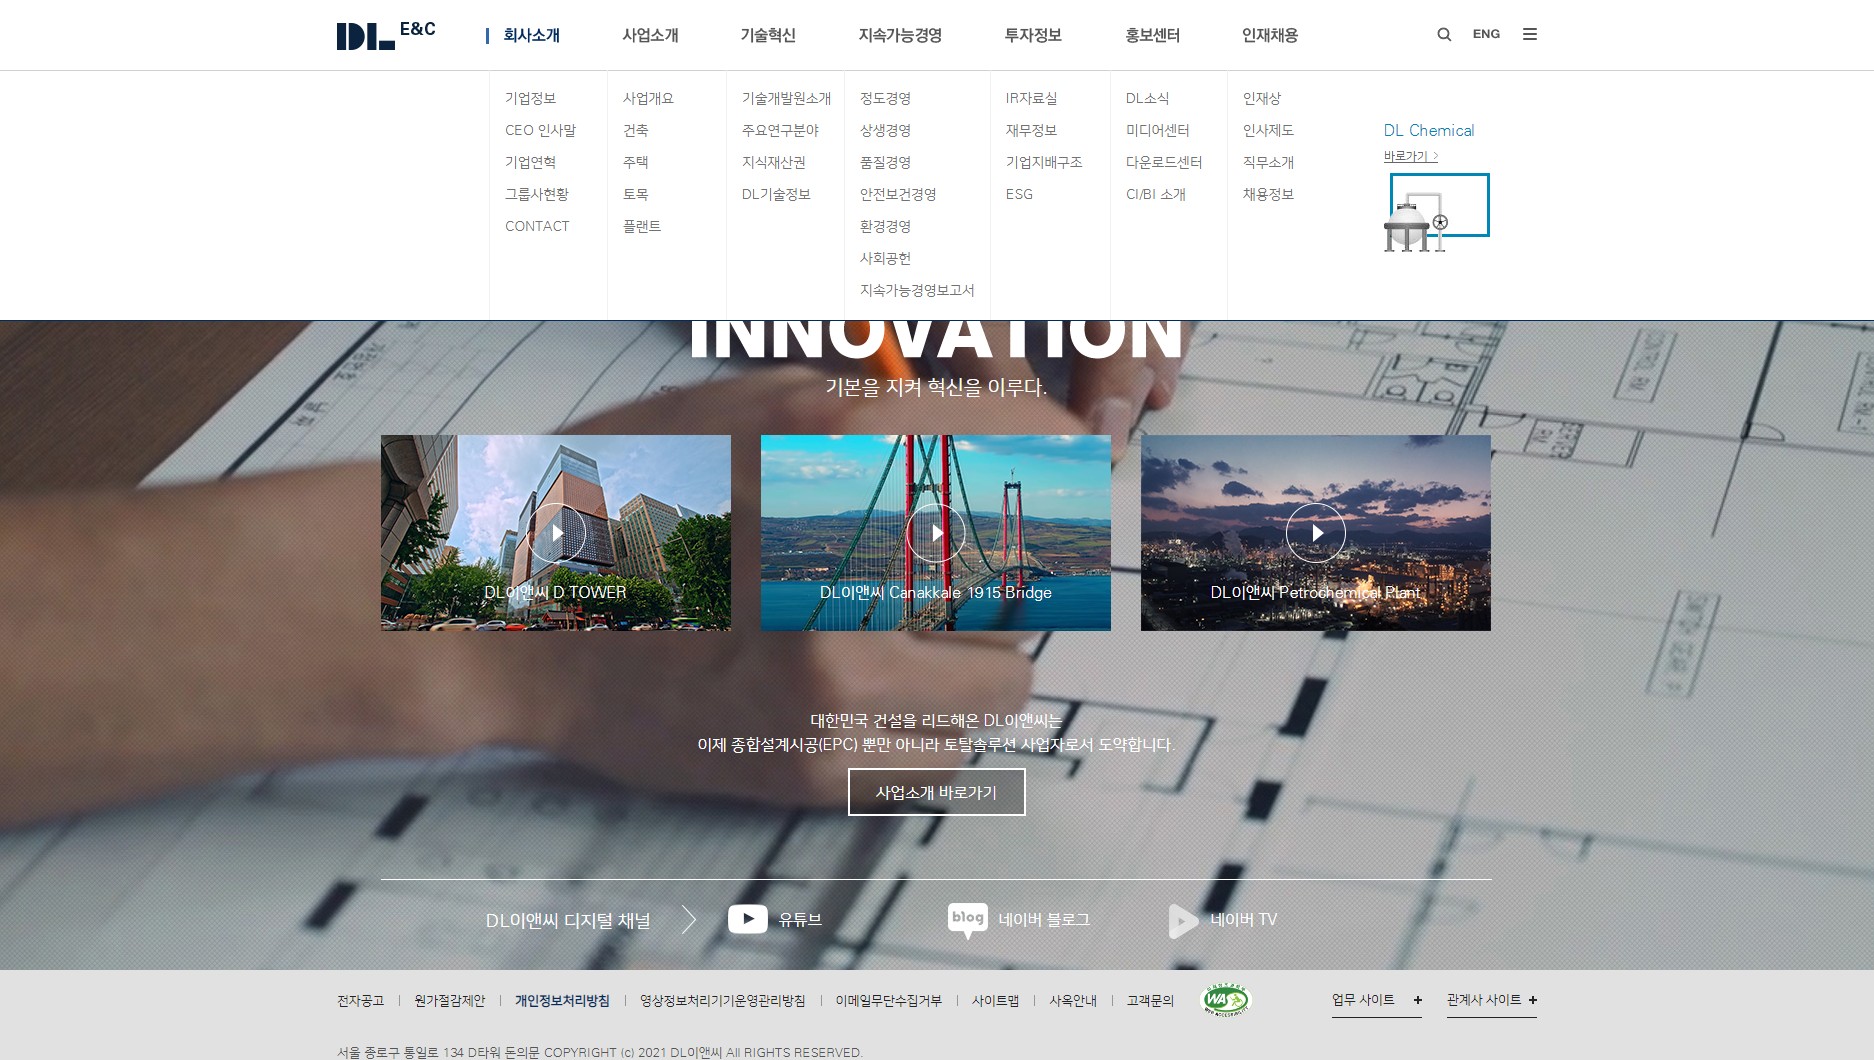 DL E&C
회사소개
사업소개
기술혁신
지속가능경영
투자정보
홍보센터
인재채용
ENG
기업정보
CEO 인사말
기업연혁
그룹사현황
CONTACT
사업개요
건축
주택
토목
플랜트
기술개발원소개
주요연구분야
지식재산권
DL기술정보
정도경영
상생경영
품질경영
안전보건경영
환경경영
사회공헌
지속가능경영보고서
IR자료실
재무정보
기업지배구조
ESG
DL소식
미디어센터
다운로드센터
CI/BI 소개
인재상
인사제도
직무소개
채용정보
DL Chemical
바로가기 >
INNOVATION
기본을 지켜 혁신을 이루다.
DL이앤씨 D TOWER
DL이앤씨 Canakkale 1915 Bridge
DL이앤씨 Petrochemical Plant
대한민국 건설을 리드해온 DL이앤씨는
이제 종합설계시공(EPC) 뿐만 아니라 토탈솔루션 사업자로서 도약합니다.
사업소개 바로가기
DL이앤씨 디지털 채널
유튜브
blog 네이버 블로그
네이버 TV
전자공고
원가절감제안
개인정보처리방침
영상정보처리기기운영관리방침
이메일무단수집거부
사이트맵
사옥안내
고객문의
WA
업무 사이트 +
관계사 사이트 +
서울 종로구 통일로 134 D타워 돈의문 COPYRIGHT (c) 2021 DL이앤씨 All RIGHTS RESERVED.